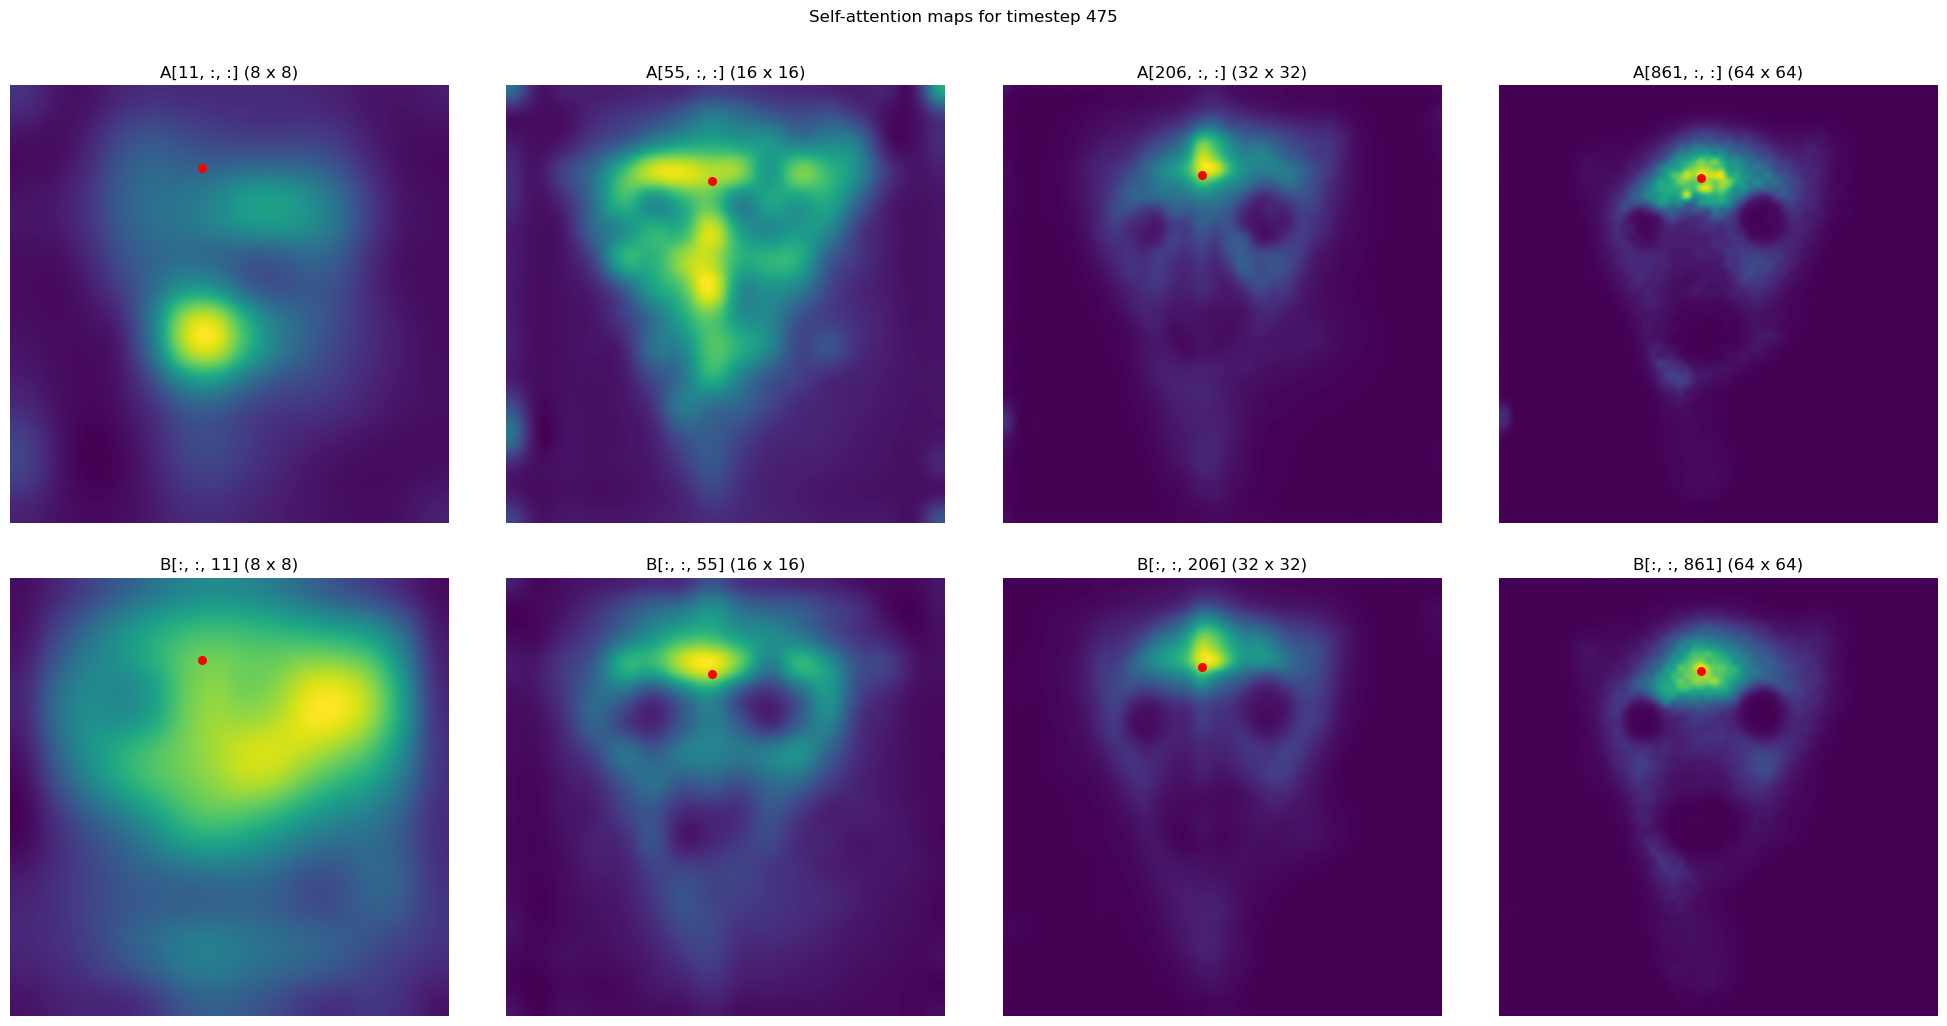 Self-attention maps for timestep 475
A[11, :, :] (8 x 8)
A[55, :, :] (16 x 16)
A[206, :, :] (32 x 32)
A[861, :, :] (64 x 64)
B[:, :, 11] (8 x 8)
B[:, :, 55] (16 x 16)
B[:, :, 206] (32 x 32)
B[:, :, 861] (64 x 64)